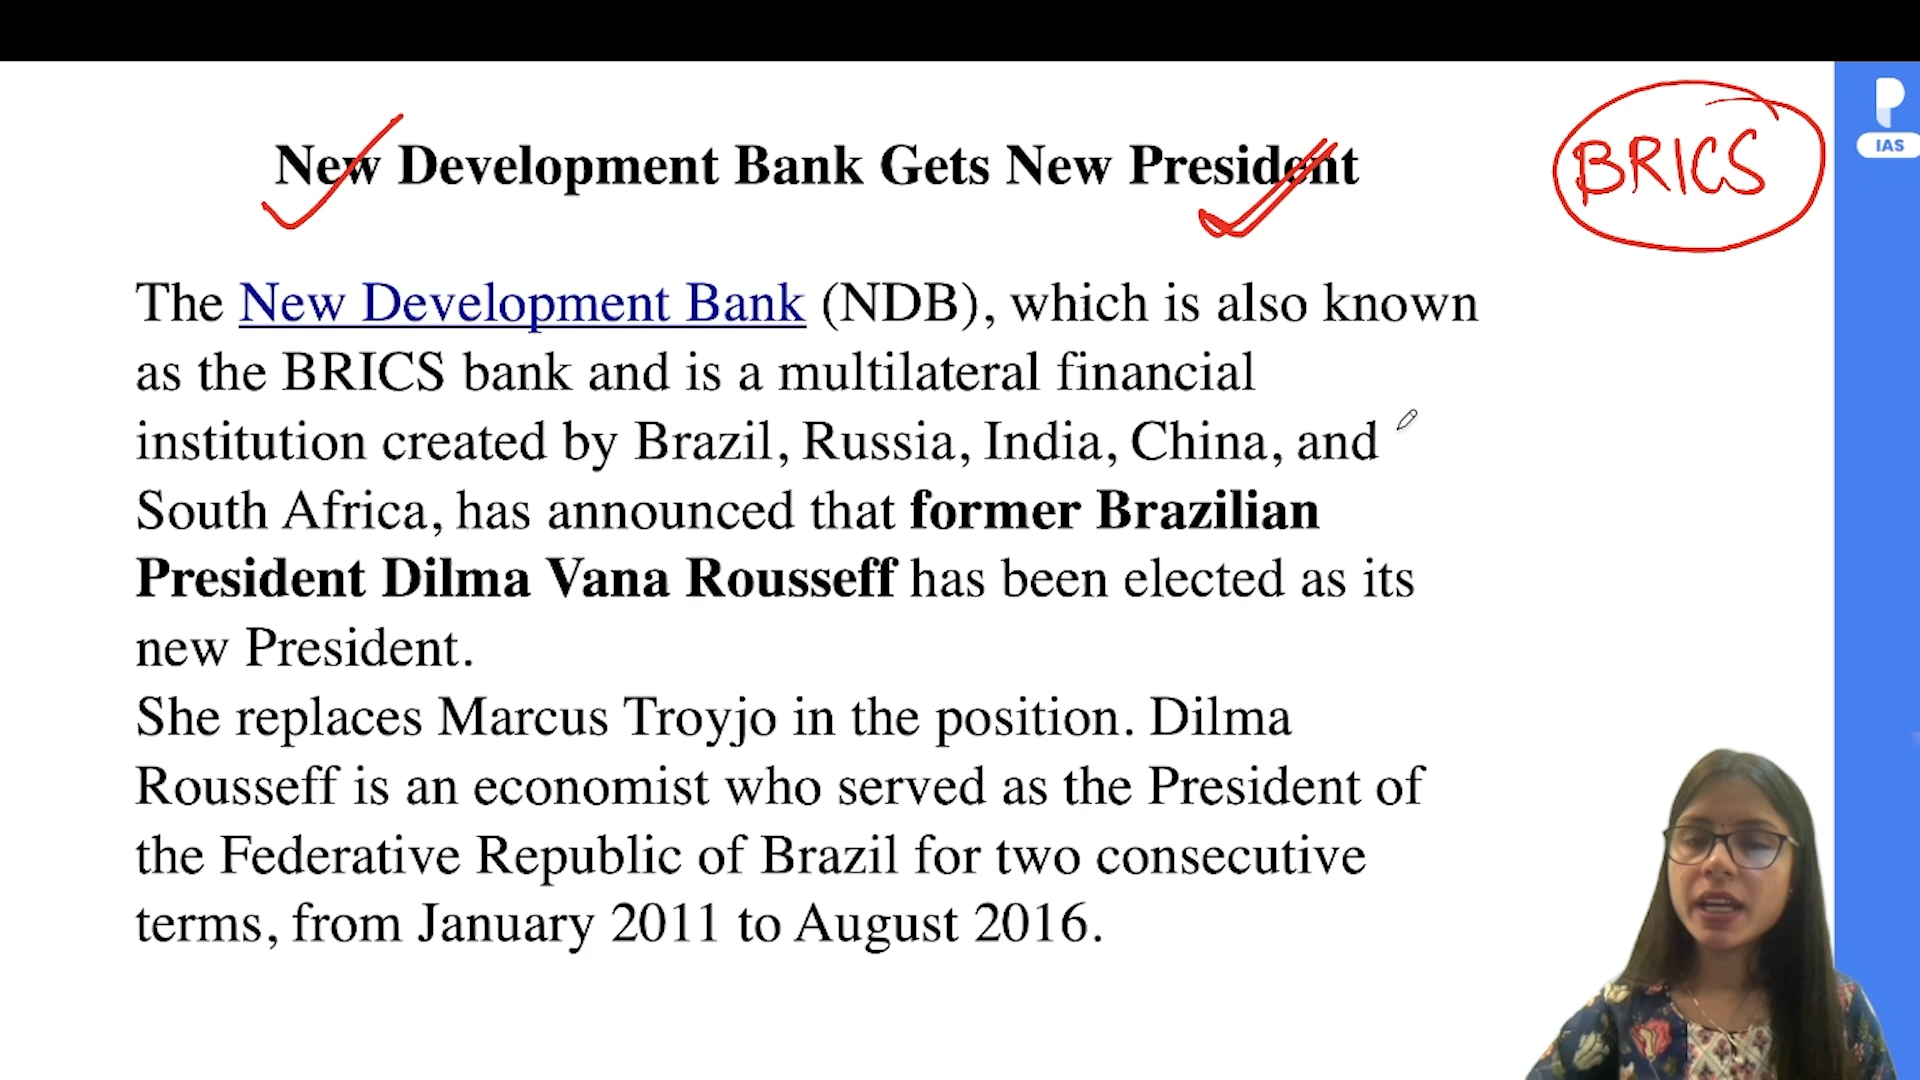 New Development Bank Gets New President
BRICS
IAS
The New Development Bank (NDB), which is also known
as the BRICS bank and is a multilateral financial
institution created by Brazil, Russia, India, China, and
South Africa, has announced that former Brazilian
President Dilma Vana Rousseff has been elected as its
new President.
She replaces Marcus Troyjo in the position. Dilma
Rousseff is an economist who served as the President of
the Federative Republic of Brazil for two consecutive
terms, from January 2011 to August 2016.